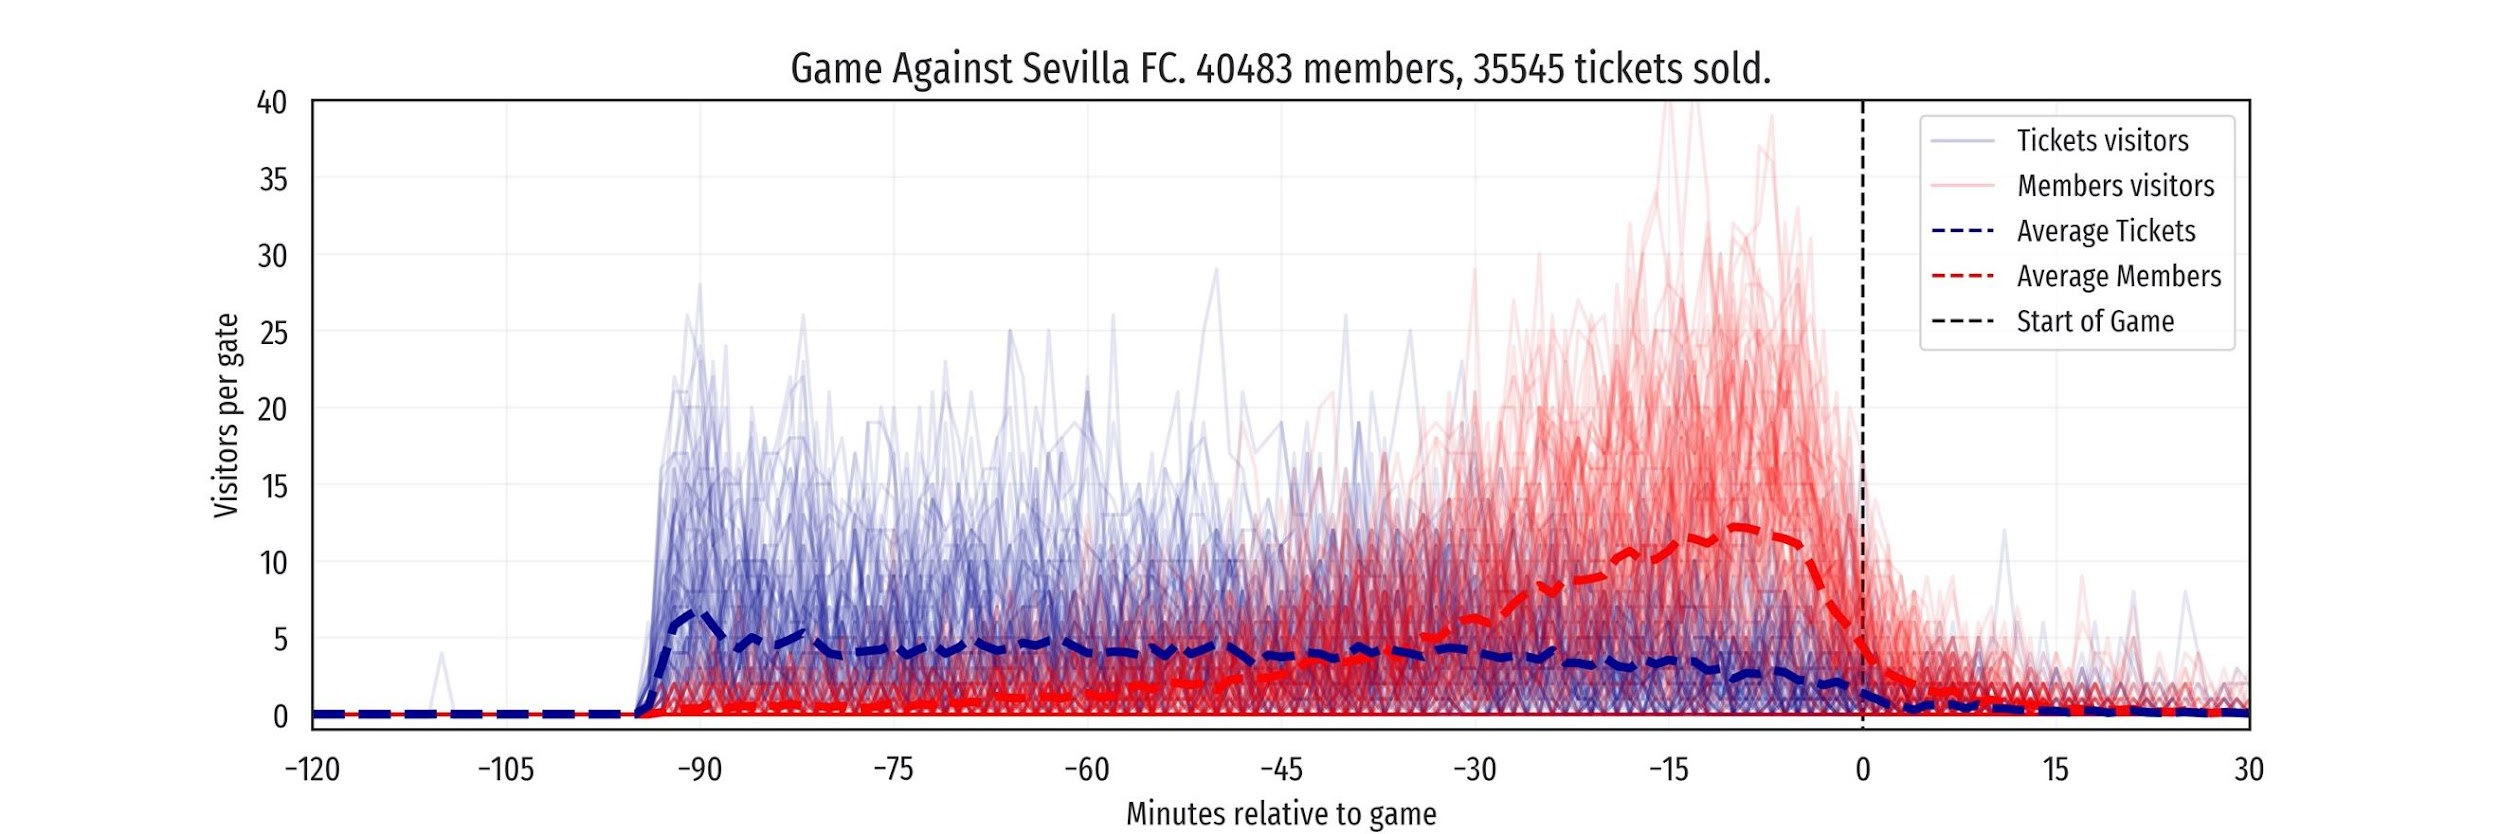 Game Against Sevilla FC. 40483 members, 35545 tickets sold.
40
35
30
25
20
15
10
5
0
Visitors per gate
Tickets visitors
Members visitors
Average Tickets
Average Members
Start of Game
−120 −105 −90 −75 −60 −45 −30 −15 0 15 30
Minutes relative to game